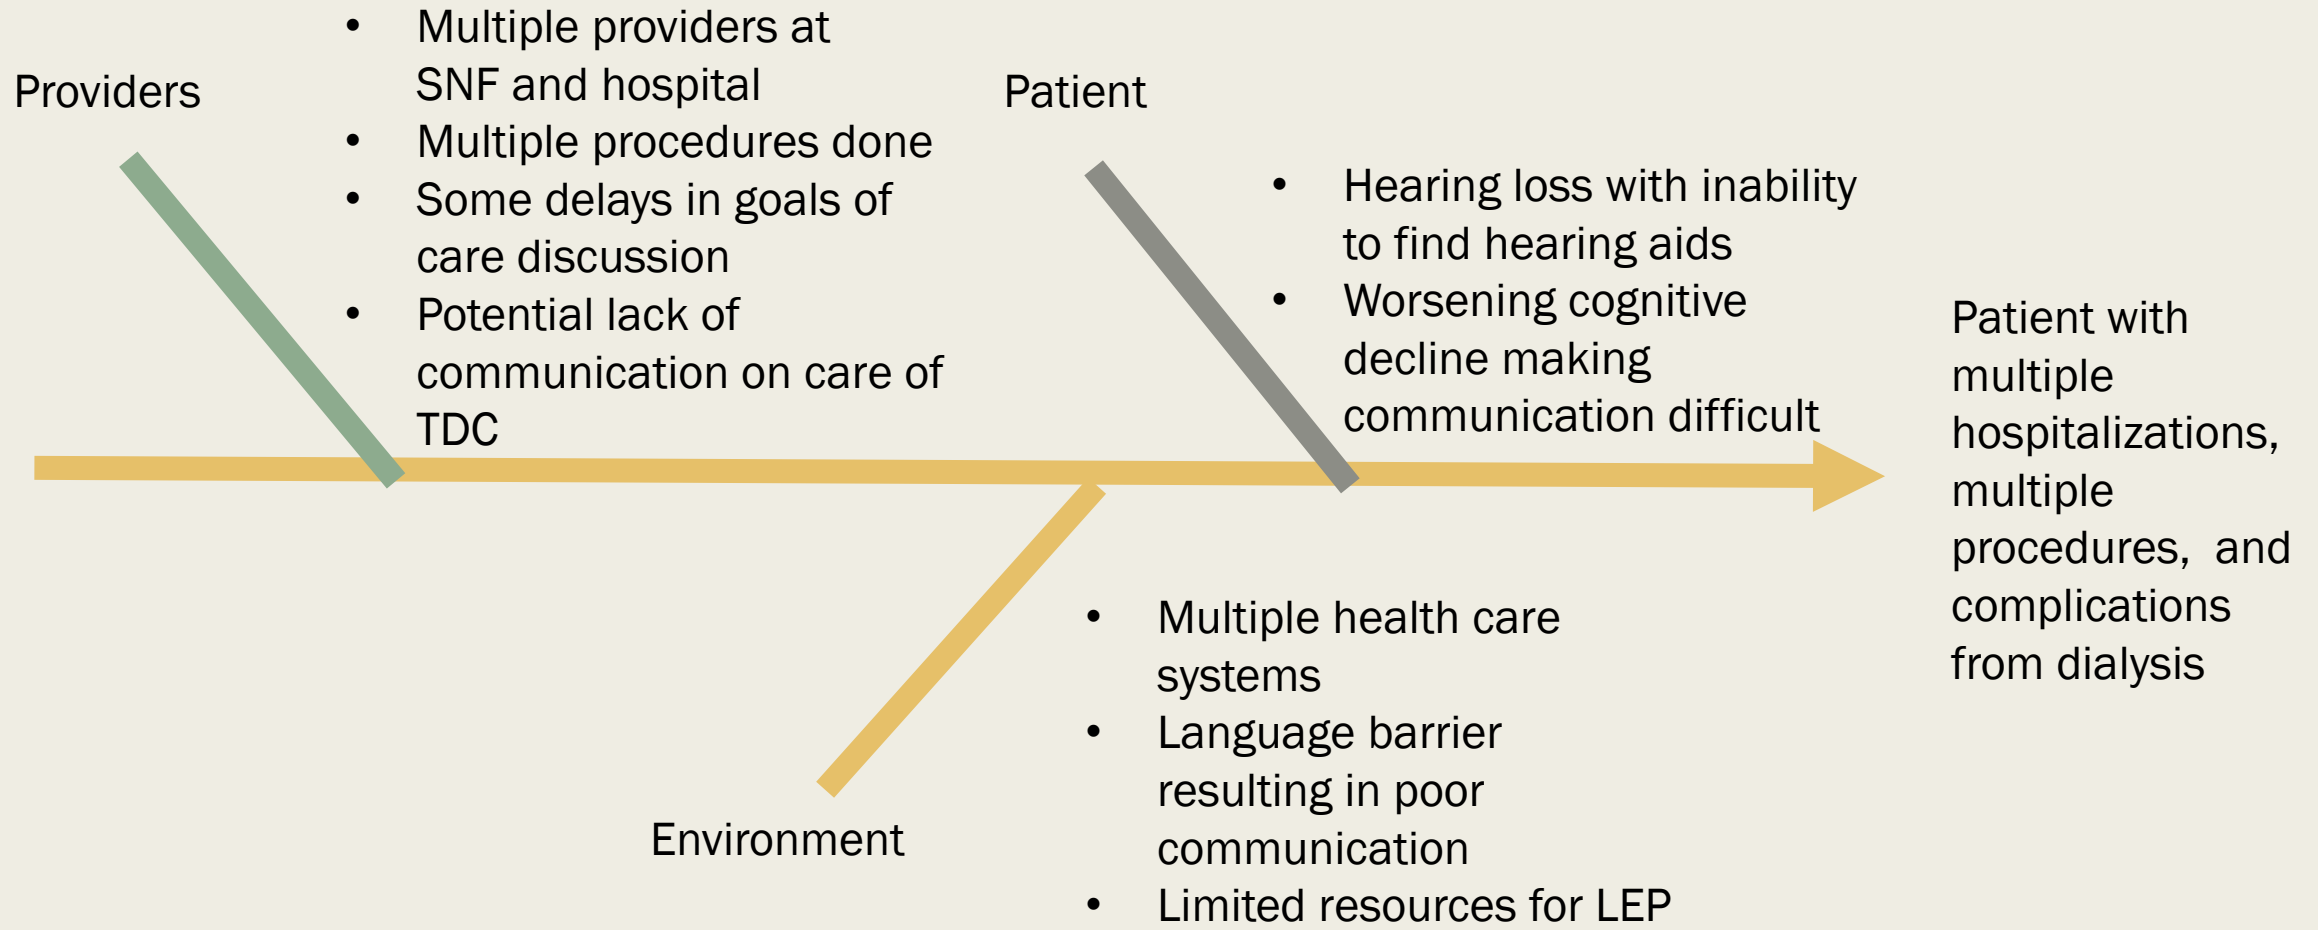 Providers
• Multiple providers at
SNF and hospital
• Multiple procedures done
• Some delays in goals of
care discussion
• Potential lack of
communication on care of
TDC
Patient
• Hearing loss with inability
to find hearing aids
• Worsening cognitive
decline making
communication difficult
Environment
• Multiple health care
systems
• Language barrier
resulting in poor
communication
• Limited resources for LEP
Patient with
multiple
hospitalizations,
multiple
procedures, and
complications
from dialysis